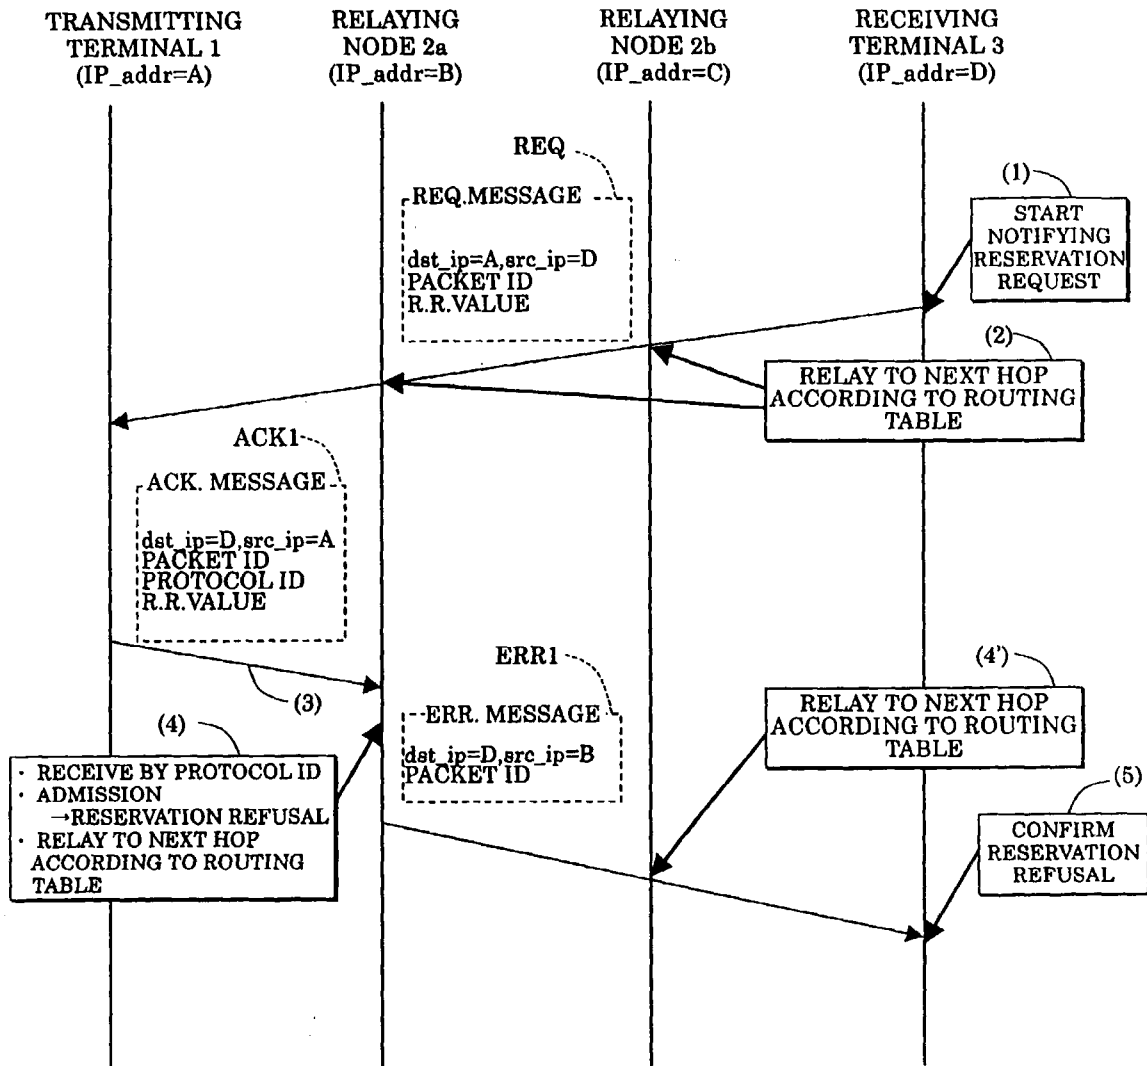 TRANSMITTING
TERMINAL 1
(IP_addr=A)
RELAYING
NODE 2a
(IP_addr=B)
RELAYING
NODE 2b
(IP_addr=C)
RECEIVING
TERMINAL 3
(IP_addr=D)
REQ
REQ.MESSAGE
dst_ip=A,src_ip=D
PACKET ID
R.R.VALUE
(1)
START
NOTIFYING
RESERVATION
REQUEST
(2)
RELAY TO NEXT HOP
ACCORDING TO ROUTING
TABLE
ACK1
ACK. MESSAGE
dst_ip=D,src_ip=A
PACKET ID
PROTOCOL ID
R.R.VALUE
(3)
ERR1
ERR. MESSAGE
dst_ip=D,src_ip=B
PACKET ID
(4')
RELAY TO NEXT HOP
ACCORDING TO ROUTING
TABLE
(4)
· RECEIVE BY PROTOCOL ID
· ADMISSION
→RESERVATION REFUSAL
· RELAY TO NEXT HOP
ACCORDING TO ROUTING
TABLE
(5)
CONFIRM
RESERVATION
REFUSAL